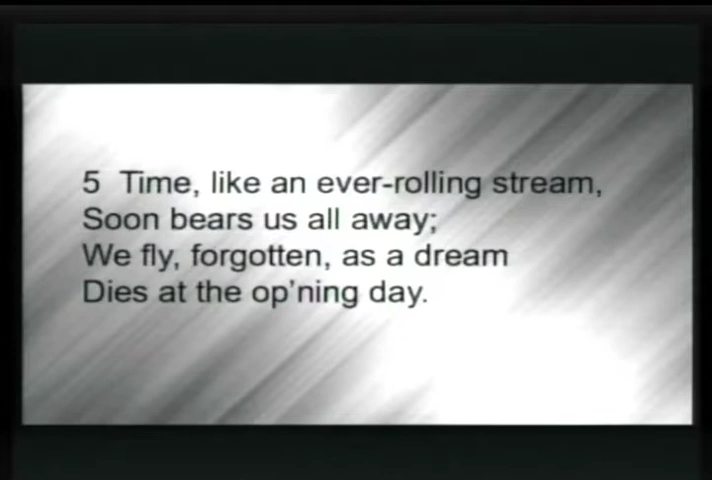 5 Time, like an ever-rolling stream,
Soon bears us all away;
We fly, forgotten, as a dream
Dies at the op’ning day.